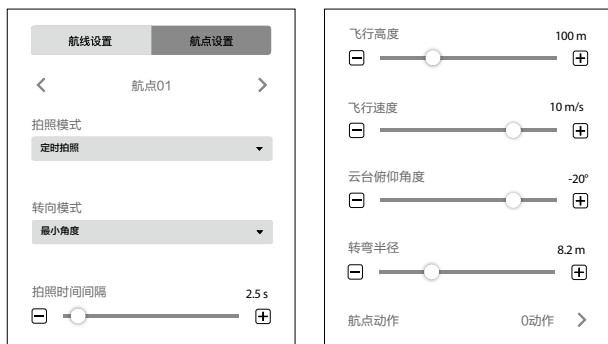 航线设置 航点设置
航点01
拍照模式
定时拍照
转向模式
最小角度
拍照时间间隔 2.5 s
飞行高度 100 m
飞行速度 10 m/s
云台俯仰角度 -20°
转弯半径 8.2 m
航点动作 0动作